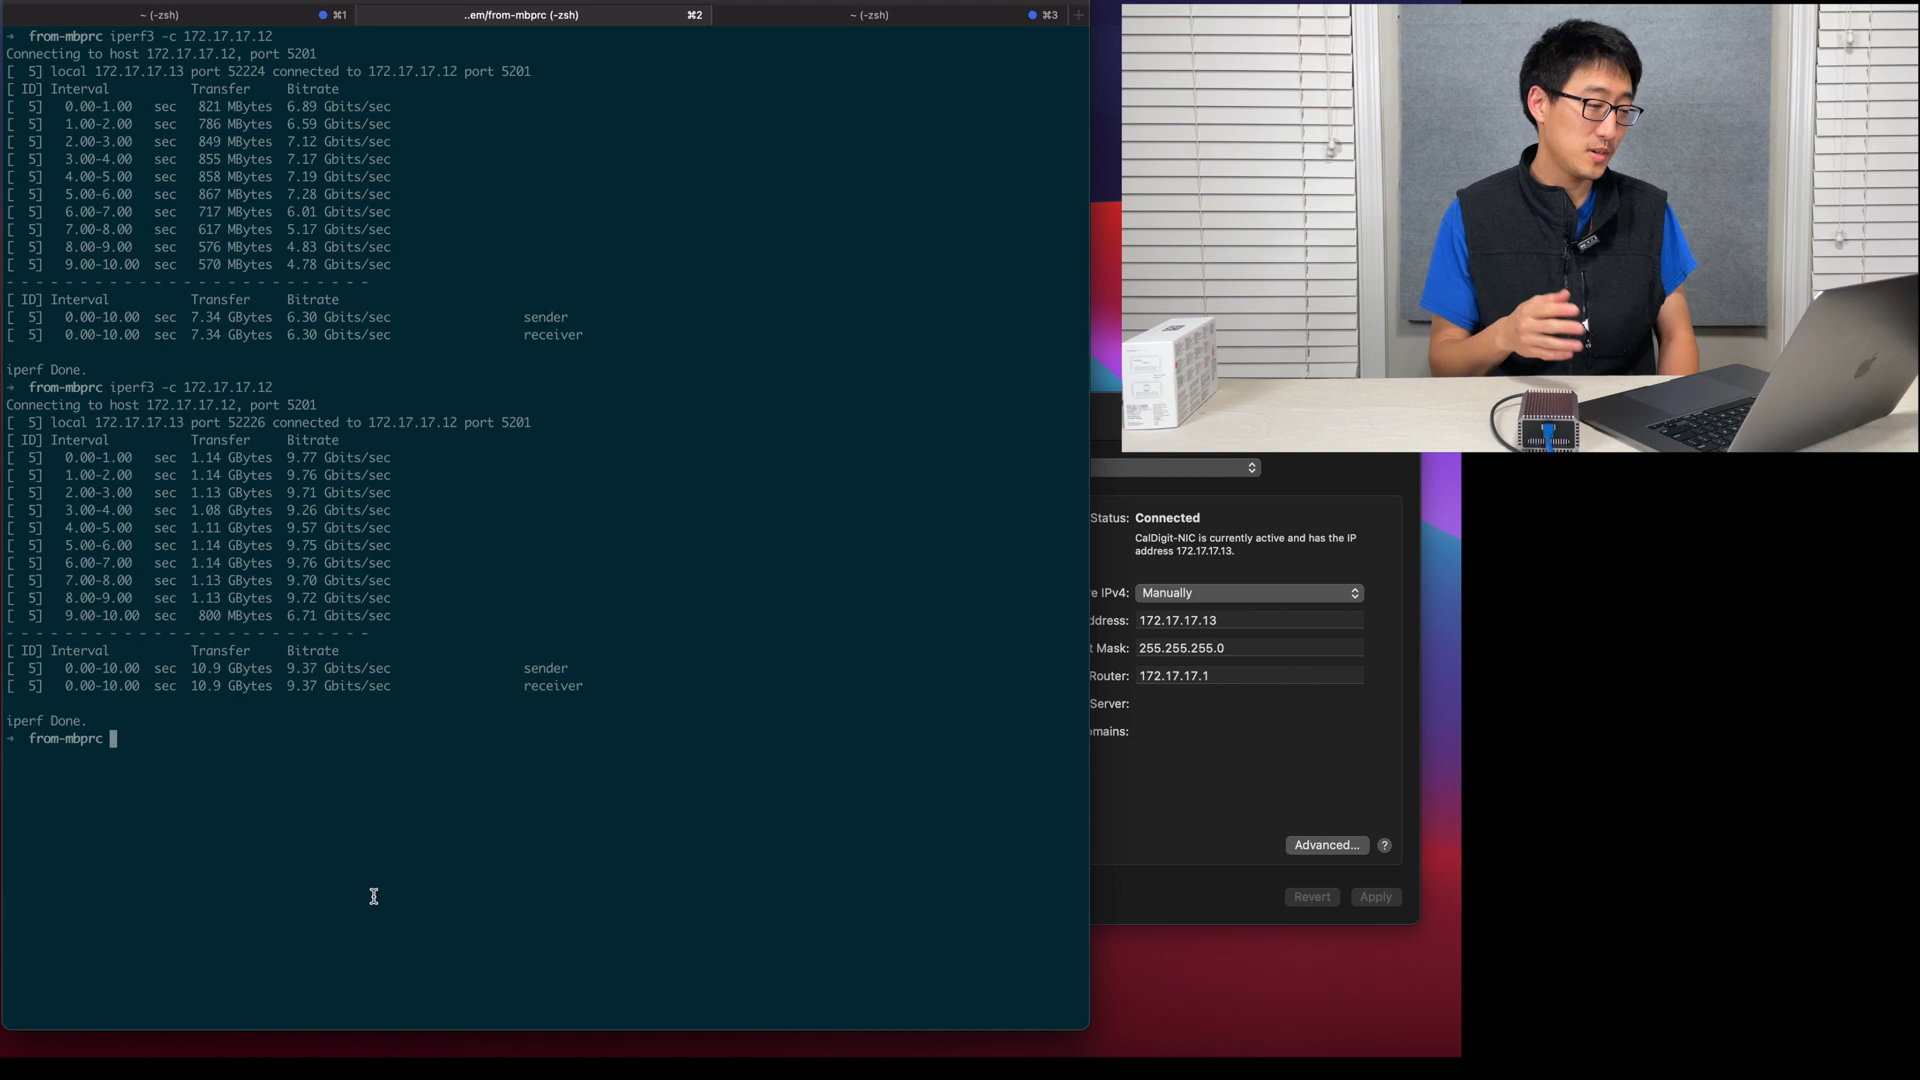 ~ (-zsh) ⌘1 ..em/from-mbprc (-zsh) ⌘2 ~ (-zsh) ⌘3 +
→ from-mbprc iperf3 -c 172.17.17.12
Connecting to host 172.17.17.12, port 5201
[ 5] local 172.17.17.13 port 52224 connected to 172.17.17.12 port 5201
[ ID] Interval Transfer Bitrate
[ 5] 0.00-1.00 sec 821 MBytes 6.89 Gbits/sec
[ 5] 1.00-2.00 sec 786 MBytes 6.59 Gbits/sec
[ 5] 2.00-3.00 sec 849 MBytes 7.12 Gbits/sec
[ 5] 3.00-4.00 sec 855 MBytes 7.17 Gbits/sec
[ 5] 4.00-5.00 sec 858 MBytes 7.19 Gbits/sec
[ 5] 5.00-6.00 sec 867 MBytes 7.28 Gbits/sec
[ 5] 6.00-7.00 sec 717 MBytes 6.01 Gbits/sec
[ 5] 7.00-8.00 sec 617 MBytes 5.17 Gbits/sec
[ 5] 8.00-9.00 sec 576 MBytes 4.83 Gbits/sec
[ 5] 9.00-10.00 sec 570 MBytes 4.78 Gbits/sec
- - - - - - - - - - - - - - - - - - - - - - - - -
[ ID] Interval Transfer Bitrate
[ 5] 0.00-10.00 sec 7.34 GBytes 6.30 Gbits/sec sender
[ 5] 0.00-10.00 sec 7.34 GBytes 6.30 Gbits/sec receiver
iperf Done.
→ from-mbprc iperf3 -c 172.17.17.12
Connecting to host 172.17.17.12, port 5201
[ 5] local 172.17.17.13 port 52226 connected to 172.17.17.12 port 5201
[ ID] Interval Transfer Bitrate
[ 5] 0.00-1.00 sec 1.14 GBytes 9.77 Gbits/sec
[ 5] 1.00-2.00 sec 1.14 GBytes 9.76 Gbits/sec
[ 5] 2.00-3.00 sec 1.13 GBytes 9.71 Gbits/sec
[ 5] 3.00-4.00 sec 1.08 GBytes 9.26 Gbits/sec
[ 5] 4.00-5.00 sec 1.11 GBytes 9.57 Gbits/sec
[ 5] 5.00-6.00 sec 1.14 GBytes 9.75 Gbits/sec
[ 5] 6.00-7.00 sec 1.14 GBytes 9.76 Gbits/sec
[ 5] 7.00-8.00 sec 1.13 GBytes 9.70 Gbits/sec
[ 5] 8.00-9.00 sec 1.13 GBytes 9.72 Gbits/sec
[ 5] 9.00-10.00 sec 800 MBytes 6.71 Gbits/sec
- - - - - - - - - - - - - - - - - - - - - - - - -
[ ID] Interval Transfer Bitrate
[ 5] 0.00-10.00 sec 10.9 GBytes 9.37 Gbits/sec sender
[ 5] 0.00-10.00 sec 10.9 GBytes 9.37 Gbits/sec receiver
iperf Done.
→ from-mbprc
Status: Connected
CalDigit-NIC is currently active and has the IP
address 172.17.17.13.
e IPv4: Manually
ddress: 172.17.17.13
t Mask: 255.255.255.0
Router: 172.17.17.1
Server:
mains:
Advanced... ?
Revert Apply